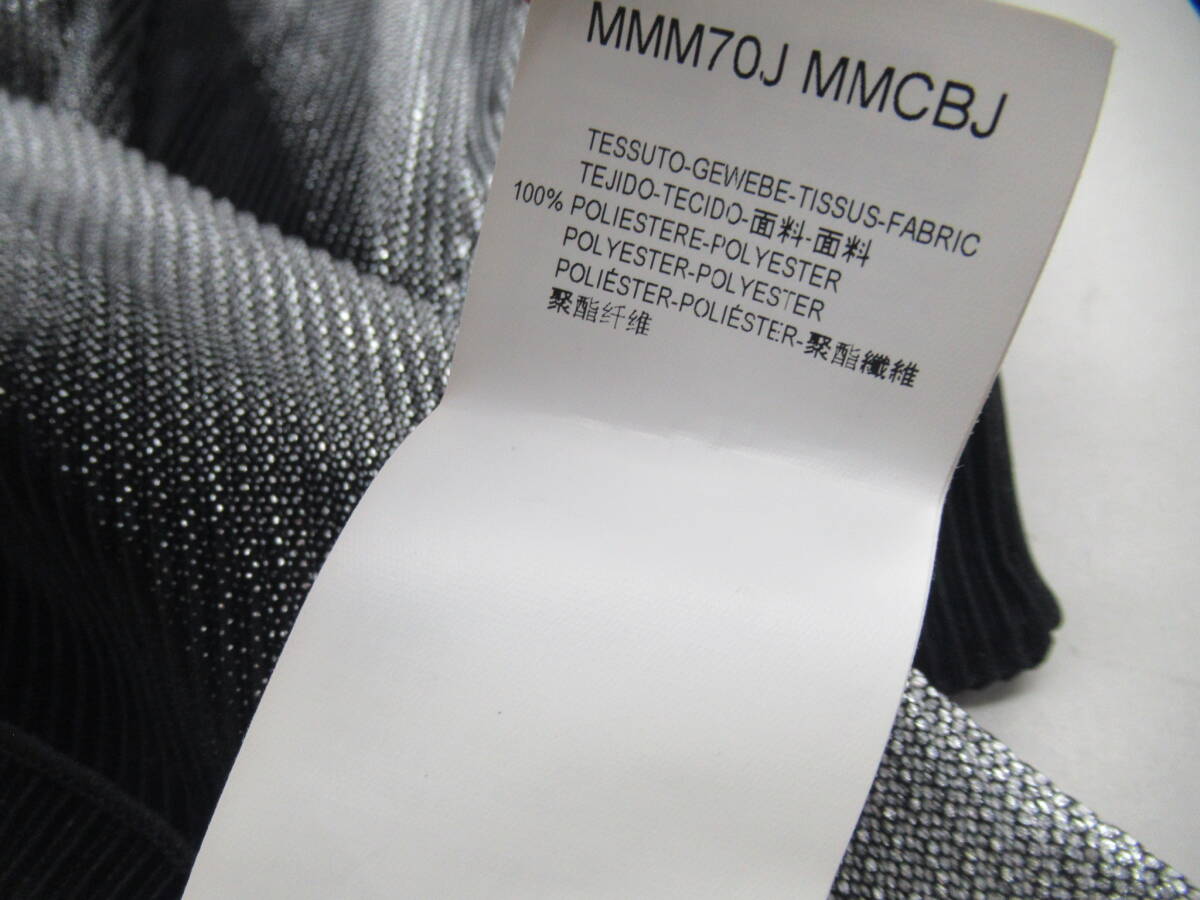 MMM70J MMCBJ
TESSUTO-GEWEBE-TISSUS-FABRIC
TEJIDO-TECIDO-面料-面料
100% POLIESTERE-POLYESTER
POLYESTER-POLYESTER
POLIÉSTER-POLIÉSTER-聚酯纖維
聚酯纤维